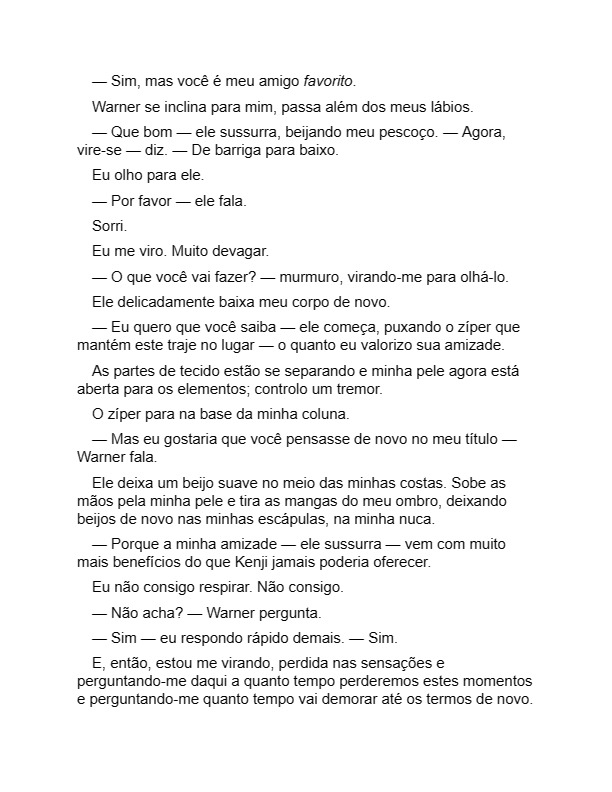 — Sim, mas você é meu amigo favorito.
Warner se inclina para mim, passa além dos meus lábios.
— Que bom — ele sussurra, beijando meu pescoço. — Agora,
vire-se — diz. — De barriga para baixo.
Eu olho para ele.
— Por favor — ele fala.
Sorri.
Eu me viro. Muito devagar.
— O que você vai fazer? — murmuro, virando-me para olhá-lo.
Ele delicadamente baixa meu corpo de novo.
— Eu quero que você saiba — ele começa, puxando o zíper que
mantém este traje no lugar — o quanto eu valorizo sua amizade.
As partes de tecido estão se separando e minha pele agora está
aberta para os elementos; controlo um tremor.
O zíper para na base da minha coluna.
— Mas eu gostaria que você pensasse de novo no meu título —
Warner fala.
Ele deixa um beijo suave no meio das minhas costas. Sobe as
mãos pela minha pele e tira as mangas do meu ombro, deixando
beijos de novo nas minhas escápulas, na minha nuca.
— Porque a minha amizade — ele sussurra — vem com muito
mais benefícios do que Kenji jamais poderia oferecer.
Eu não consigo respirar. Não consigo.
— Não acha? — Warner pergunta.
— Sim — eu respondo rápido demais. — Sim.
E, então, estou me virando, perdida nas sensações e
perguntando-me daqui a quanto tempo perderemos estes momentos
e perguntando-me quanto tempo vai demorar até os termos de novo.